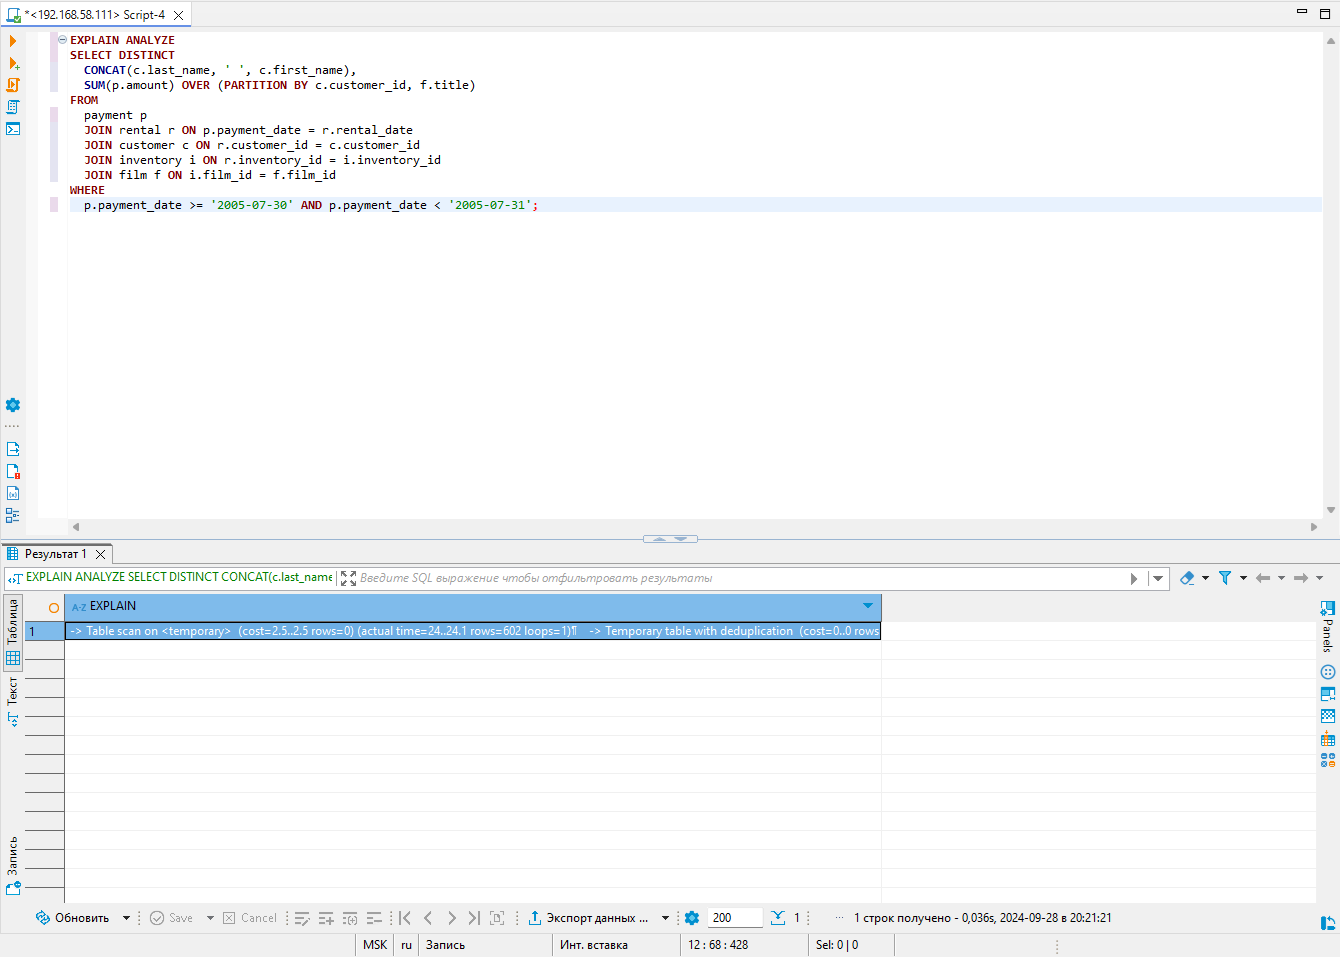 *<192.168.58.111> Script-4
EXPLAIN ANALYZE
SELECT DISTINCT
CONCAT(c.last_name, ' ', c.first_name),
SUM(p.amount) OVER (PARTITION BY c.customer_id, f.title)
FROM
payment p
JOIN rental r ON p.payment_date = r.rental_date
JOIN customer c ON r.customer_id = c.customer_id
JOIN inventory i ON r.inventory_id = i.inventory_id
JOIN film f ON i.film_id = f.film_id
WHERE
p.payment_date >= '2005-07-30' AND p.payment_date < '2005-07-31';
Результат 1
EXPLAIN ANALYZE SELECT DISTINCT CONCAT(c.last_name
Введите SQL выражение чтобы отфильтровать результаты
Таблица
A-Z EXPLAIN
1
-> Table scan on <temporary> (cost=2.5..2.5 rows=0) (actual time=24..24.1 rows=602 loops=1)¶ -> Temporary table with deduplication (cost=0..0 rows
Panels
Текст
Запись
Обновить
Save
Cancel
Экспорт данных ...
200
1
1 строк получено - 0,036s, 2024-09-28 в 20:21:21
MSK
ru
Запись
Инт. вставка
12 : 68 : 428
Sel: 0 | 0